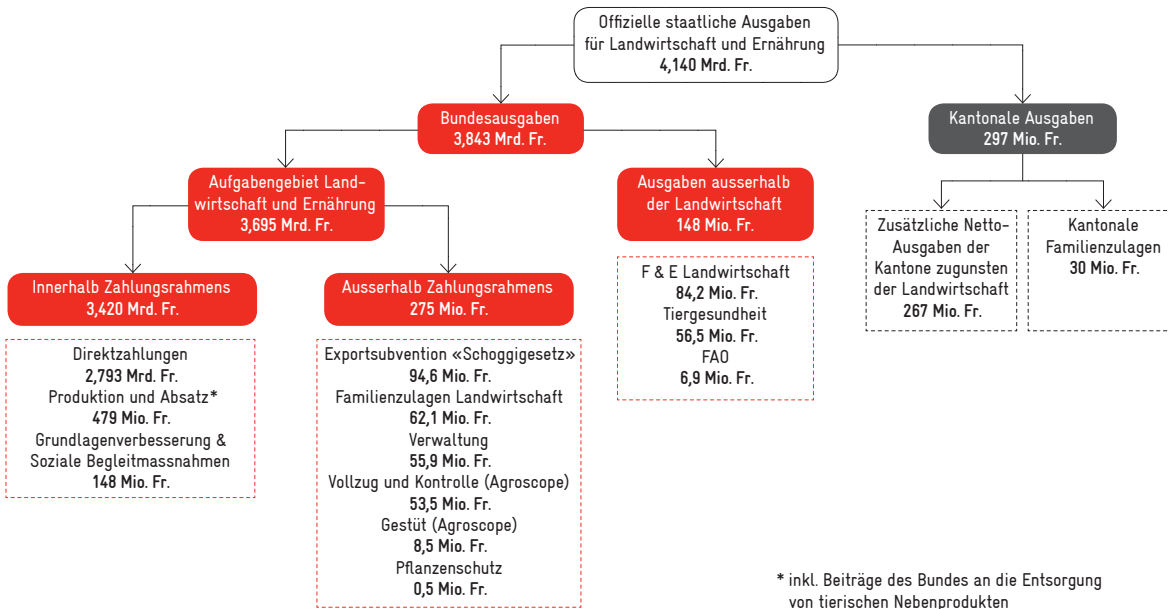 Offizielle staatliche Ausgaben
für Landwirtschaft und Ernährung
4,140 Mrd. Fr.
Bundesausgaben
3,843 Mrd. Fr.
Kantonale Ausgaben
297 Mio. Fr.
Aufgabengebiet Land-
wirtschaft und Ernährung
3,695 Mrd. Fr.
Ausgaben ausserhalb
der Landwirtschaft
148 Mio. Fr.
Zusätzliche Netto-
Ausgaben der
Kantone zugunsten
der Landwirtschaft
267 Mio. Fr.
Kantonale
Familienzulagen
30 Mio. Fr.
Innerhalb Zahlungsrahmens
3,420 Mrd. Fr.
Ausserhalb Zahlungsrahmens
275 Mio. Fr.
F & E Landwirtschaft
84,2 Mio. Fr.
Tiergesundheit
56,5 Mio. Fr.
FAO
6,9 Mio. Fr.
Direktzahlungen
2,793 Mrd. Fr.
Produktion und Absatz*
479 Mio. Fr.
Grundlagenverbesserung &
Soziale Begleitmassnahmen
148 Mio. Fr.
Exportsubvention «Schoggigesetz»
94,6 Mio. Fr.
Familienzulagen Landwirtschaft
62,1 Mio. Fr.
Verwaltung
55,9 Mio. Fr.
Vollzug und Kontrolle (Agroscope)
53,5 Mio. Fr.
Gestüt (Agroscope)
8,5 Mio. Fr.
Pflanzenschutz
0,5 Mio. Fr.
* inkl. Beiträge des Bundes an die Entsorgung
von tierischen Nebenprodukten